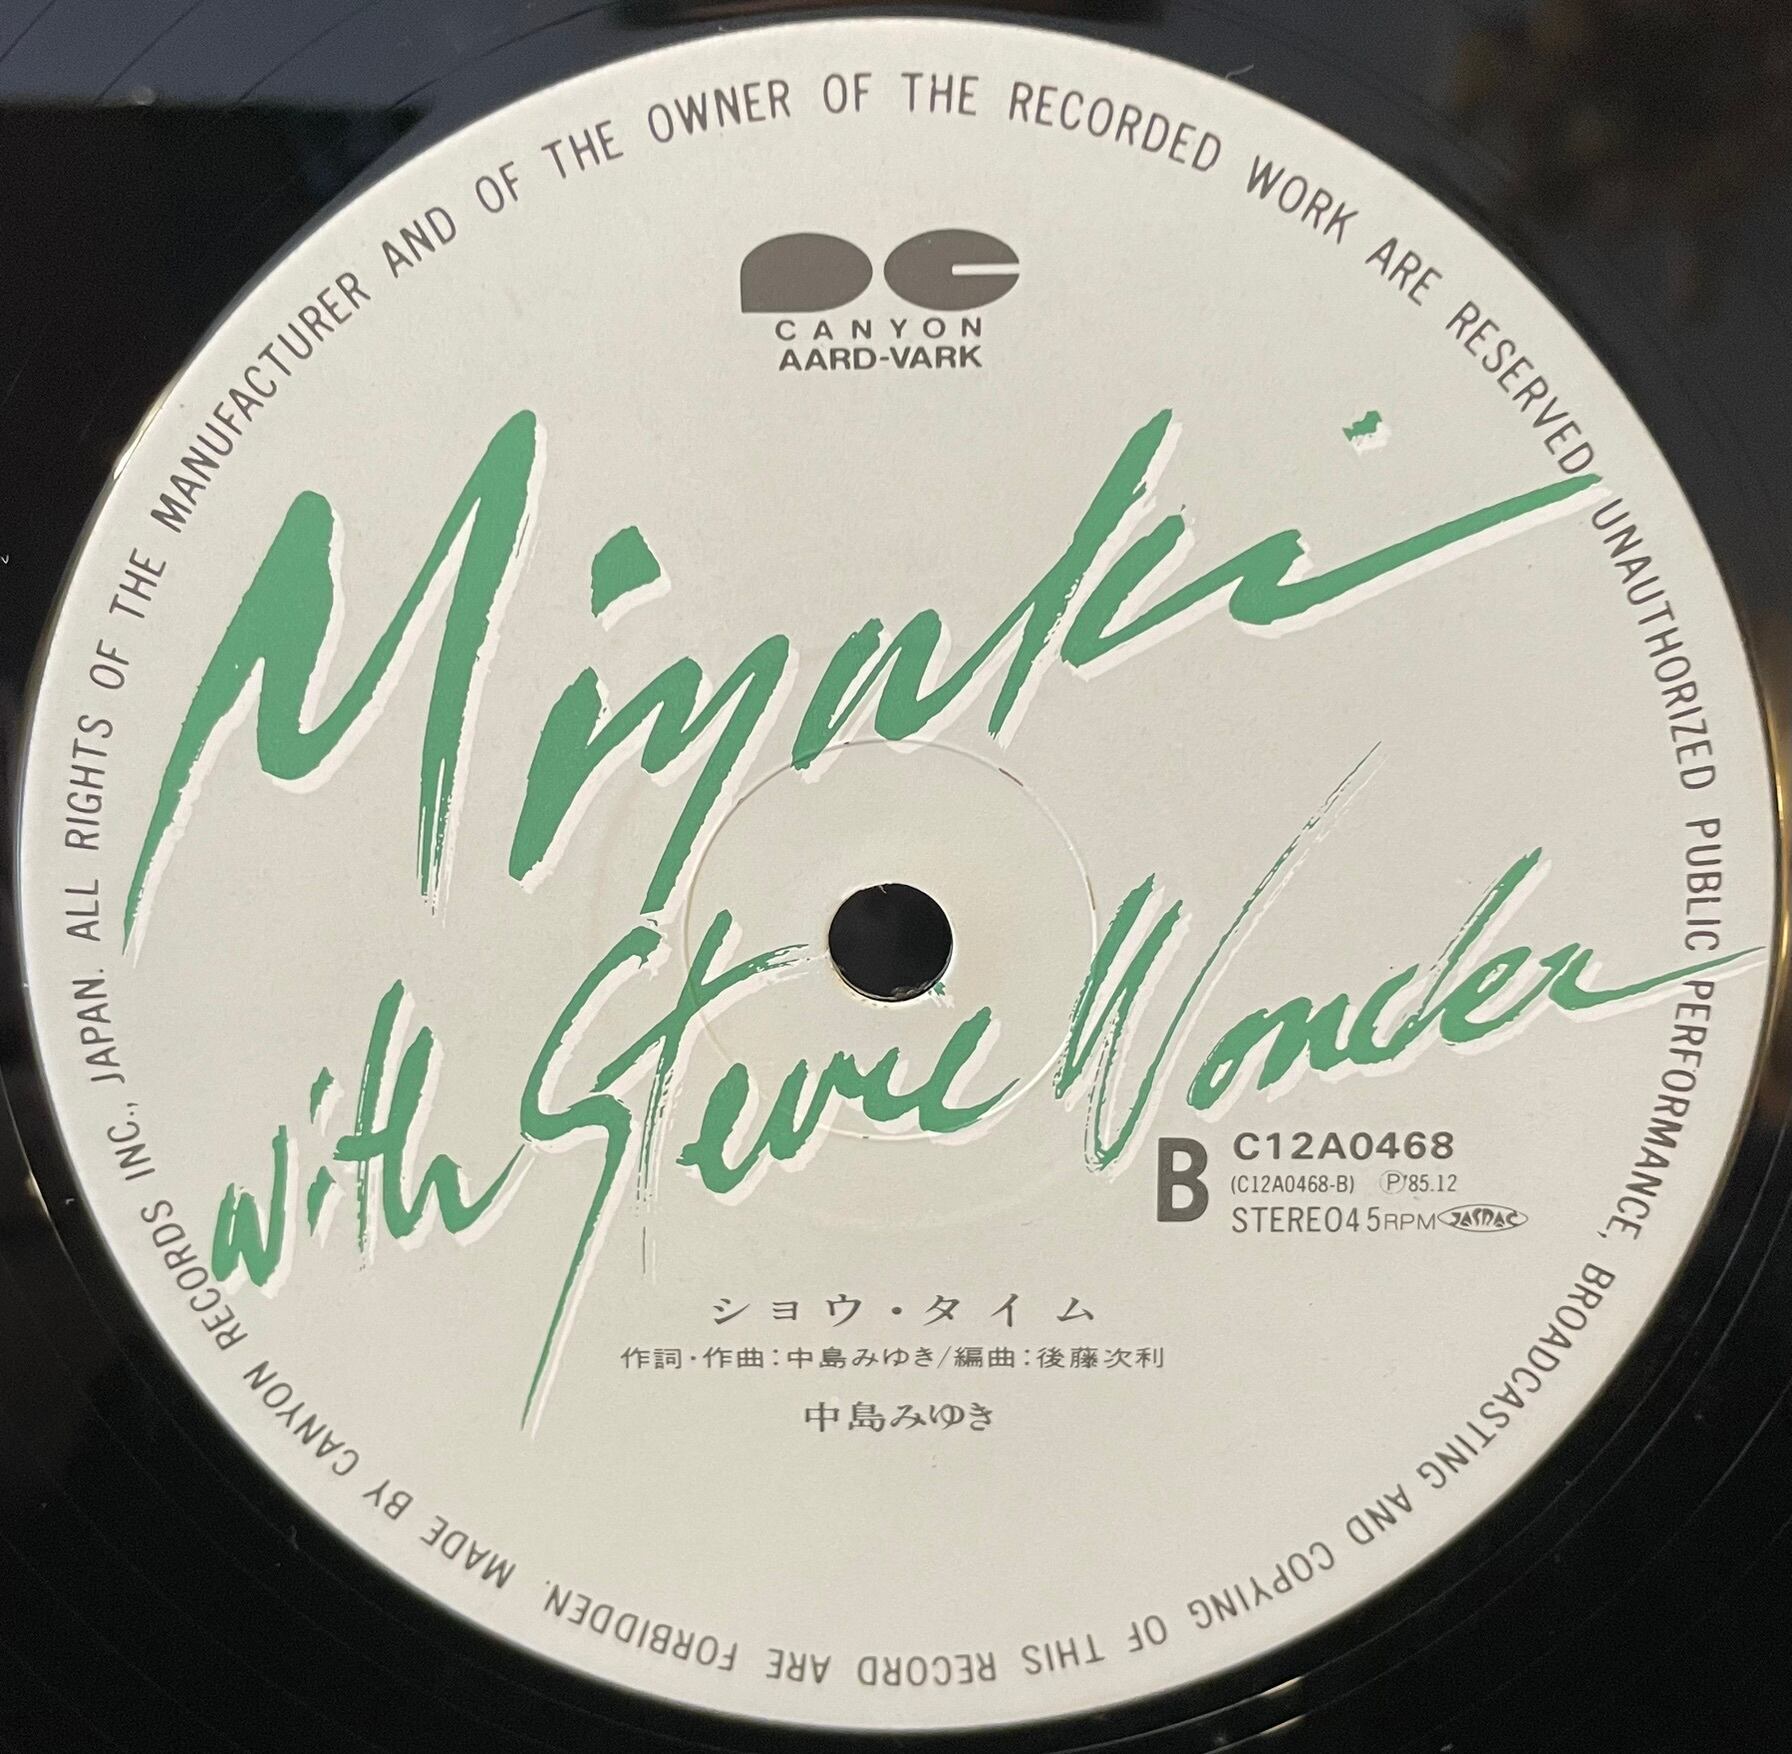 ALL RIGHTS OF THE MANUFACTURER AND OF THE OWNER OF THE RECORDED WORK ARE RESERVED UNAUTHORIZED PUBLIC PERFORMANCE, BROADCASTING AND COPYING OF THIS RECORD ARE FORBIDDEN. MADE BY CANYON RECORDS INC., JAPAN.
CANYON
AARD-VARK
Miyuki
with Stevie Wonder
B
C12A0468
(C12A0468-B) Ⓟ'85.12
STEREO45RPM JASRAC
ショウ・タイム
作詞・作曲:中島みゆき/編曲:後藤次利
中島みゆき